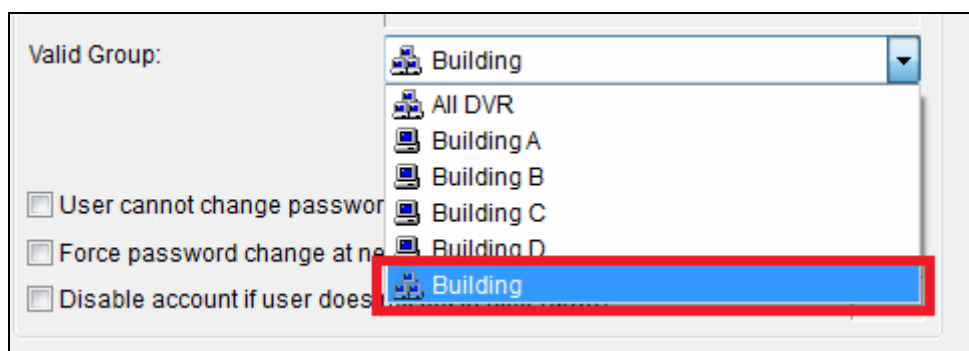 Valid Group:
Building
All DVR
Building A
Building B
Building C
User cannot change passwor
Building D
Force password change at ne
Building
Disable account if user does